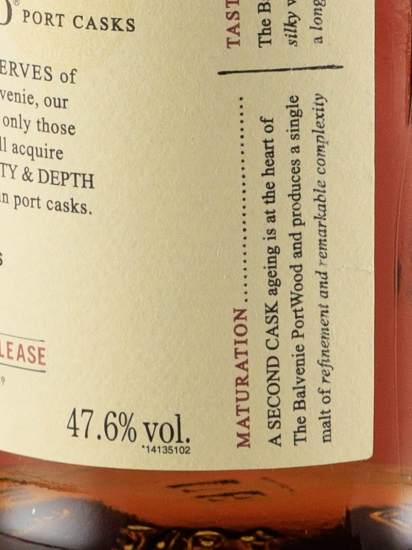 ® PORT CASKS
ERVES of
venie, our
only those
ll acquire
TY & DEPTH
n port casks.
LEASE
47.6% vol.
*14135102
TAST
The Ba
silky w
a long
MATURATION
A SECOND CASK ageing is at the heart of
The Balvenie PortWood and produces a single
malt of refinement and remarkable complexity